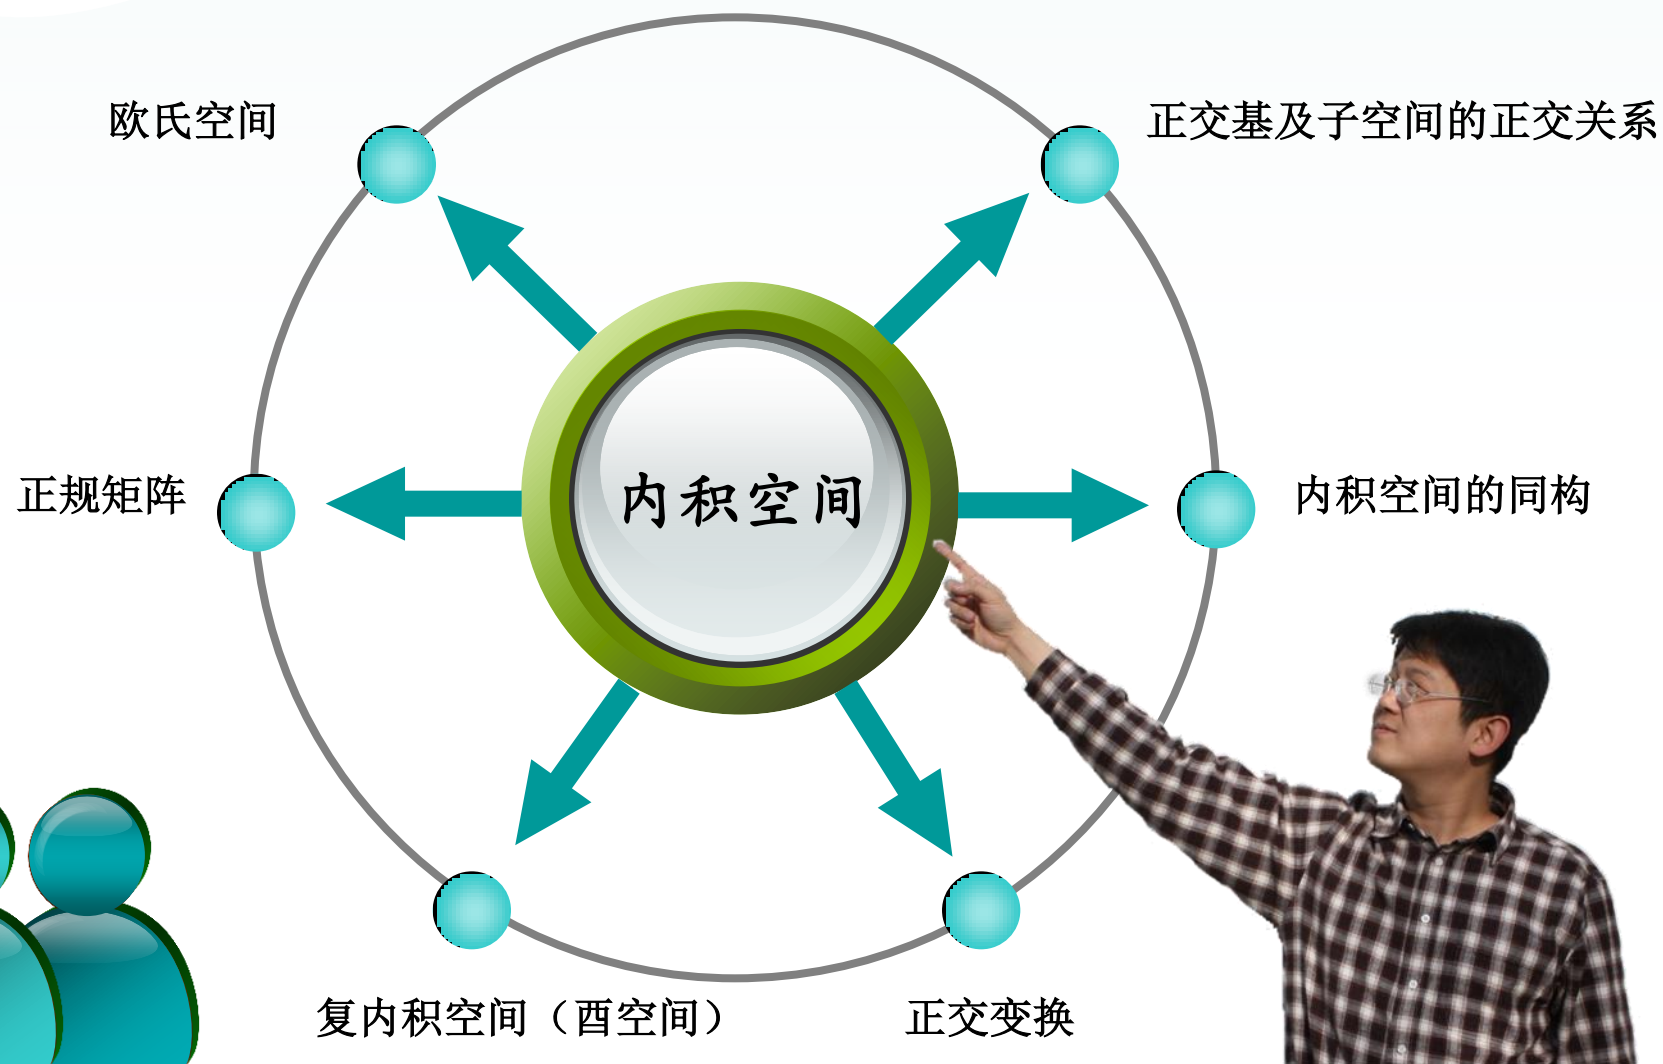 欧氏空间
正交基及子空间的正交关系
正规矩阵
内积空间
内积空间的同构
复内积空间（酉空间）
正交变换